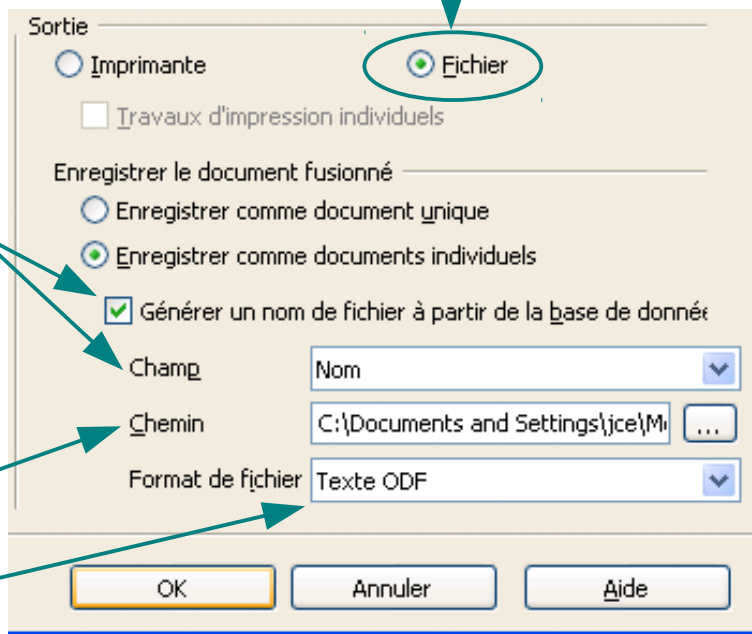 Sortie
Imprimante Fichier
Travaux d'impression individuels
Enregistrer le document fusionné
Enregistrer comme document unique
Enregistrer comme documents individuels
Générer un nom de fichier à partir de la base de donnée
Champ Nom
Chemin C:\Documents and Settings\jce\M ...
Format de fichier Texte ODF
OK Annuler Aide